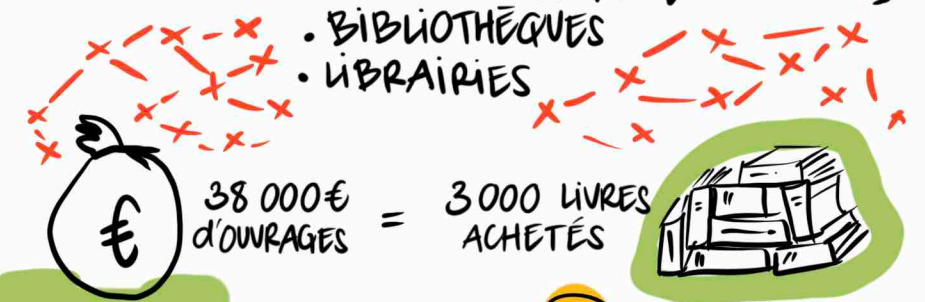 • BIBLIOTHÈQUES
• LIBRAIRIES
€
38 000€
d'OUVRAGES
=
3 000 LIVRES
ACHETÉS